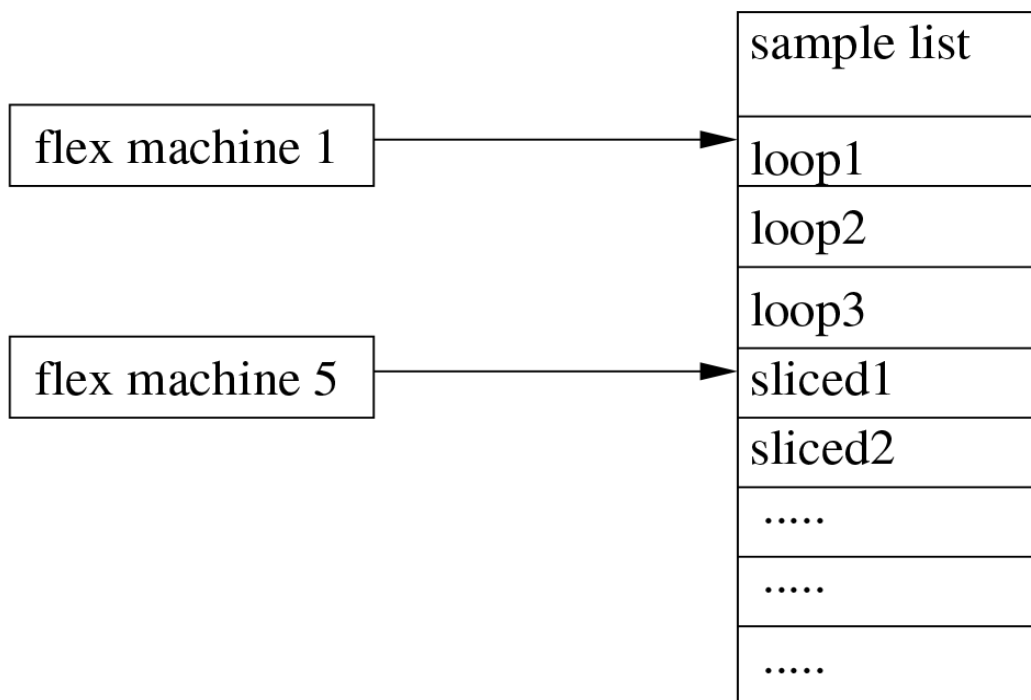 sample list
flex machine 1
loop1
loop2
loop3
flex machine 5
sliced1
sliced2
.....
.....
.....